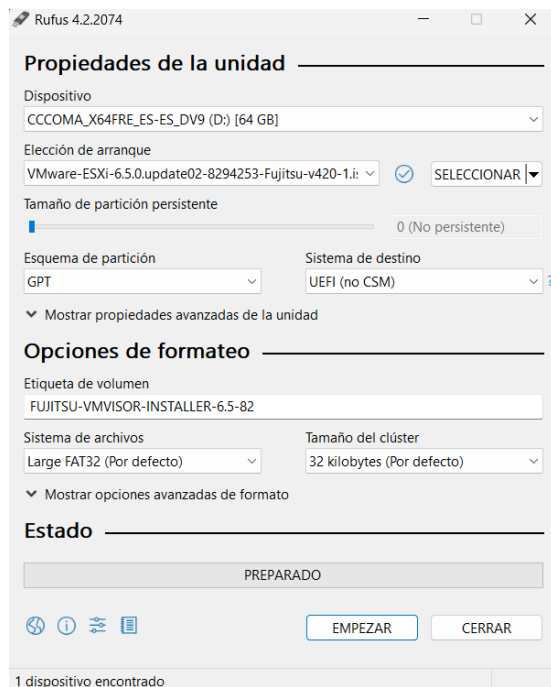 Rufus 4.2.2074
Propiedades de la unidad
Dispositivo
CCCOMA_X64FRE_ES-ES_DV9 (D:) [64 GB]
Elección de arranque
VMware-ESXi-6.5.0.update02-8294253-Fujitsu-v420-1.i:
SELECCIONAR
Tamaño de partición persistente
0 (No persistente)
Esquema de partición Sistema de destino
GPT UEFI (no CSM) ?
Mostrar propiedades avanzadas de la unidad
Opciones de formateo
Etiqueta de volumen
FUJITSU-VMVISOR-INSTALLER-6.5-82
Sistema de archivos Tamaño del clúster
Large FAT32 (Por defecto) 32 kilobytes (Por defecto)
Mostrar opciones avanzadas de formato
Estado
PREPARADO
EMPEZAR CERRAR
1 dispositivo encontrado